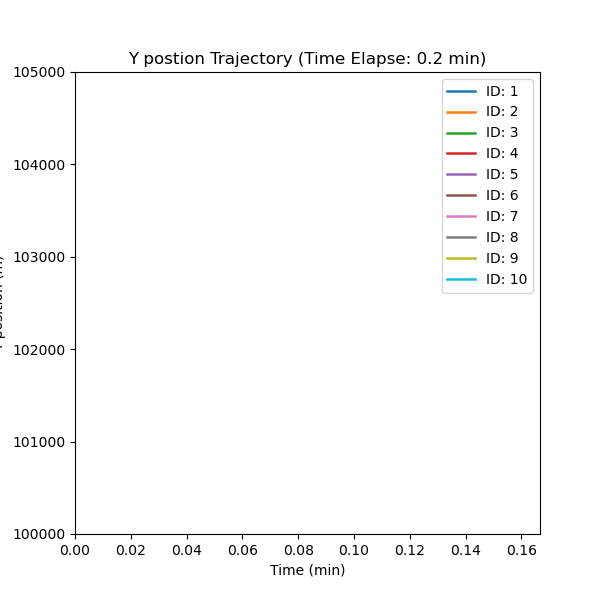 Y postion Trajectory (Time Elapse: 0.2 min)
105000
104000
103000
102000
101000
100000
0.00 0.02 0.04 0.06 0.08 0.10 0.12 0.14 0.16
Time (min)
ID: 1
ID: 2
ID: 3
ID: 4
ID: 5
ID: 6
ID: 7
ID: 8
ID: 9
ID: 10